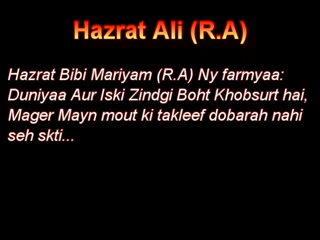 Hazrat Ali (R.A)
Hazrat Bibi Mariyam (R.A) Ny farmyaa:
Duniyaa Aur Iski Zindgi Boht Khobsurt hai,
Mager Mayn mout ki takleef dobarah nahi
seh skti...